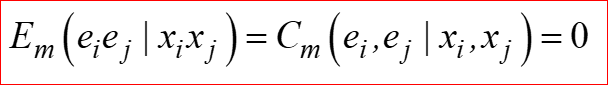 E_m(e_i e_j | x_i x_j) = C_m(e_i, e_j | x_i, x_j) = 0